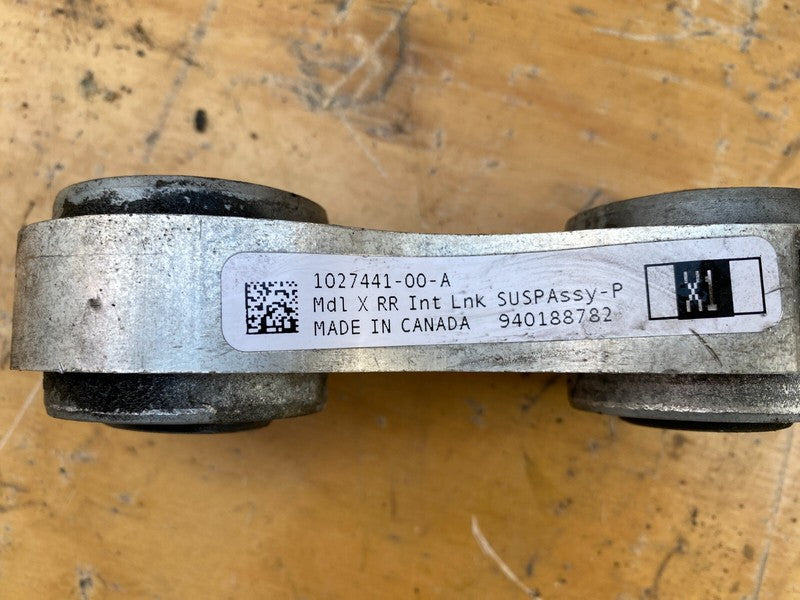 1027441-00-A
Mdl X RR Int Lnk SUSPAssy-P
MADE IN CANADA 940188782
X1